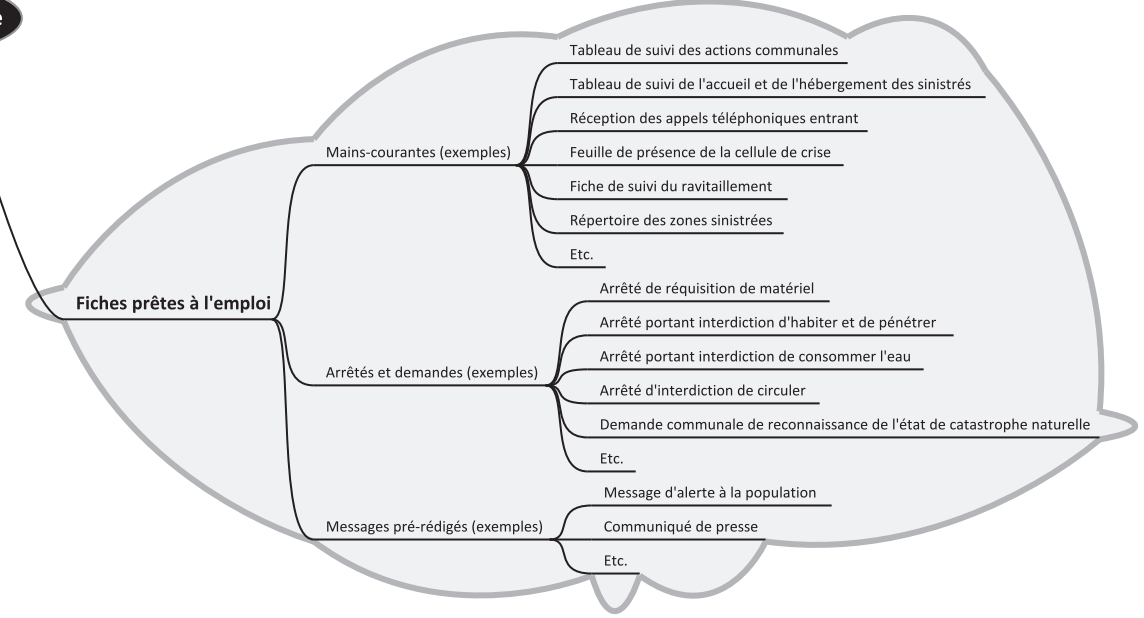 Fiches prêtes à l'emploi
Mains-courantes (exemples)
Tableau de suivi des actions communales
Tableau de suivi de l'accueil et de l'hébergement des sinistrés
Réception des appels téléphoniques entrant
Feuille de présence de la cellule de crise
Fiche de suivi du ravitaillement
Répertoire des zones sinistrées
Etc.
Arrêtés et demandes (exemples)
Arrêté de réquisition de matériel
Arrêté portant interdiction d'habiter et de pénétrer
Arrêté portant interdiction de consommer l'eau
Arrêté d'interdiction de circuler
Demande communale de reconnaissance de l'état de catastrophe naturelle
Etc.
Messages pré-rédigés (exemples)
Message d'alerte à la population
Communiqué de presse
Etc.